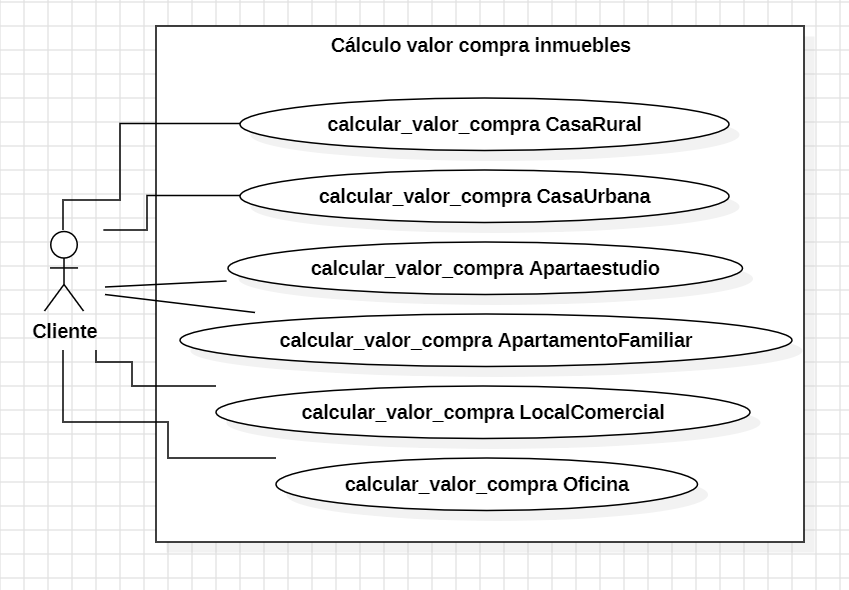 Cálculo valor compra inmuebles
calcular_valor_compra CasaRural
calcular_valor_compra CasaUrbana
calcular_valor_compra Apartaestudio
Cliente
calcular_valor_compra ApartamentoFamiliar
calcular_valor_compra LocalComercial
calcular_valor_compra Oficina